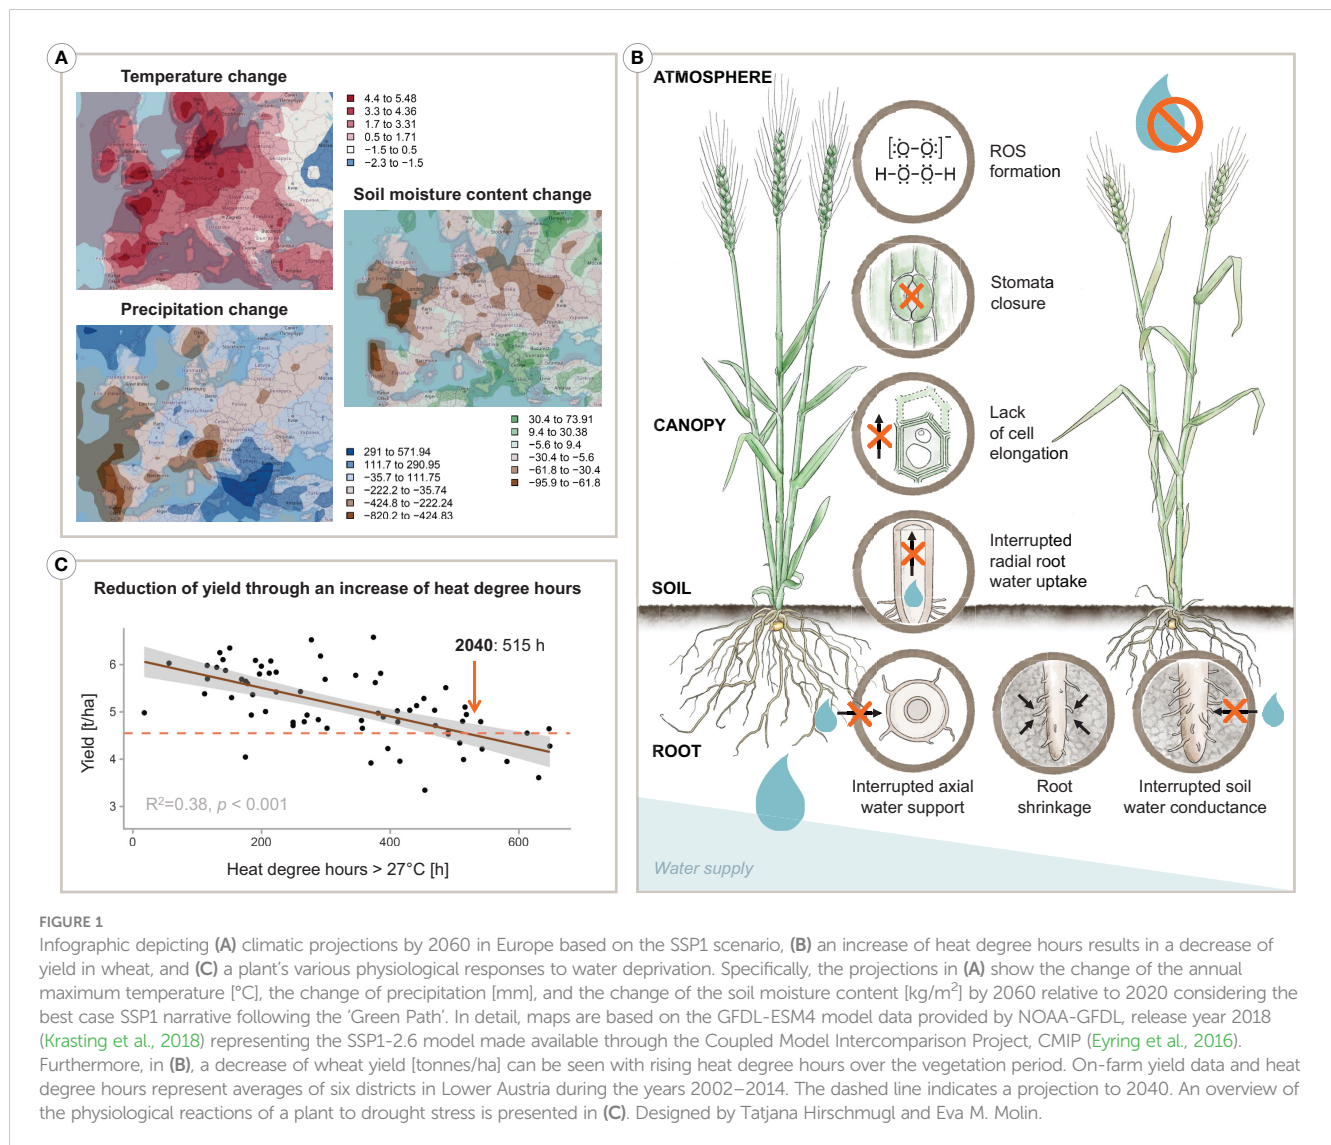 A
Temperature change
4.4 to 5.48
3.3 to 4.36
1.7 to 3.31
0.5 to 1.71
−1.5 to 0.5
−2.3 to −1.5
Soil moisture content change
Precipitation change
30.4 to 73.91
9.4 to 30.38
−5.6 to 9.4
−30.4 to −5.6
−61.8 to −30.4
−95.9 to −61.8
291 to 571.94
111.7 to 290.95
−35.7 to 111.75
−222.2 to −35.74
−424.8 to −222.24
−820.2 to −424.83
B
ATMOSPHERE
CANOPY
SOIL
ROOT
[:O–O:]−
H–O–O–H
ROS
formation
Stomata
closure
Lack
of cell
elongation
Interrupted
radial root
water uptake
Interrupted axial
water support
Root
shrinkage
Interrupted soil
water conductance
Water supply
C
Reduction of yield through an increase of heat degree hours
2040: 515 h
Yield [t/ha]
6
5
4
3
R²=0.38, p < 0.001
0
200
400
600
Heat degree hours > 27°C [h]
FIGURE 1
Infographic depicting (A) climatic projections by 2060 in Europe based on the SSP1 scenario, (B) an increase of heat degree hours results in a decrease of
yield in wheat, and (C) a plant's various physiological responses to water deprivation. Specifically, the projections in (A) show the change of the annual
maximum temperature [°C], the change of precipitation [mm], and the change of the soil moisture content [kg/m²] by 2060 relative to 2020 considering the
best case SSP1 narrative following the 'Green Path'. In detail, maps are based on the GFDL-ESM4 model data provided by NOAA-GFDL, release year 2018
(Krasting et al., 2018) representing the SSP1-2.6 model made available through the Coupled Model Intercomparison Project, CMIP (Eyring et al., 2016).
Furthermore, in (B), a decrease of wheat yield [tonnes/ha] can be seen with rising heat degree hours over the vegetation period. On-farm yield data and heat
degree hours represent averages of six districts in Lower Austria during the years 2002–2014. The dashed line indicates a projection to 2040. An overview of
the physiological reactions of a plant to drought stress is presented in (C). Designed by Tatjana Hirschmugl and Eva M. Molin.